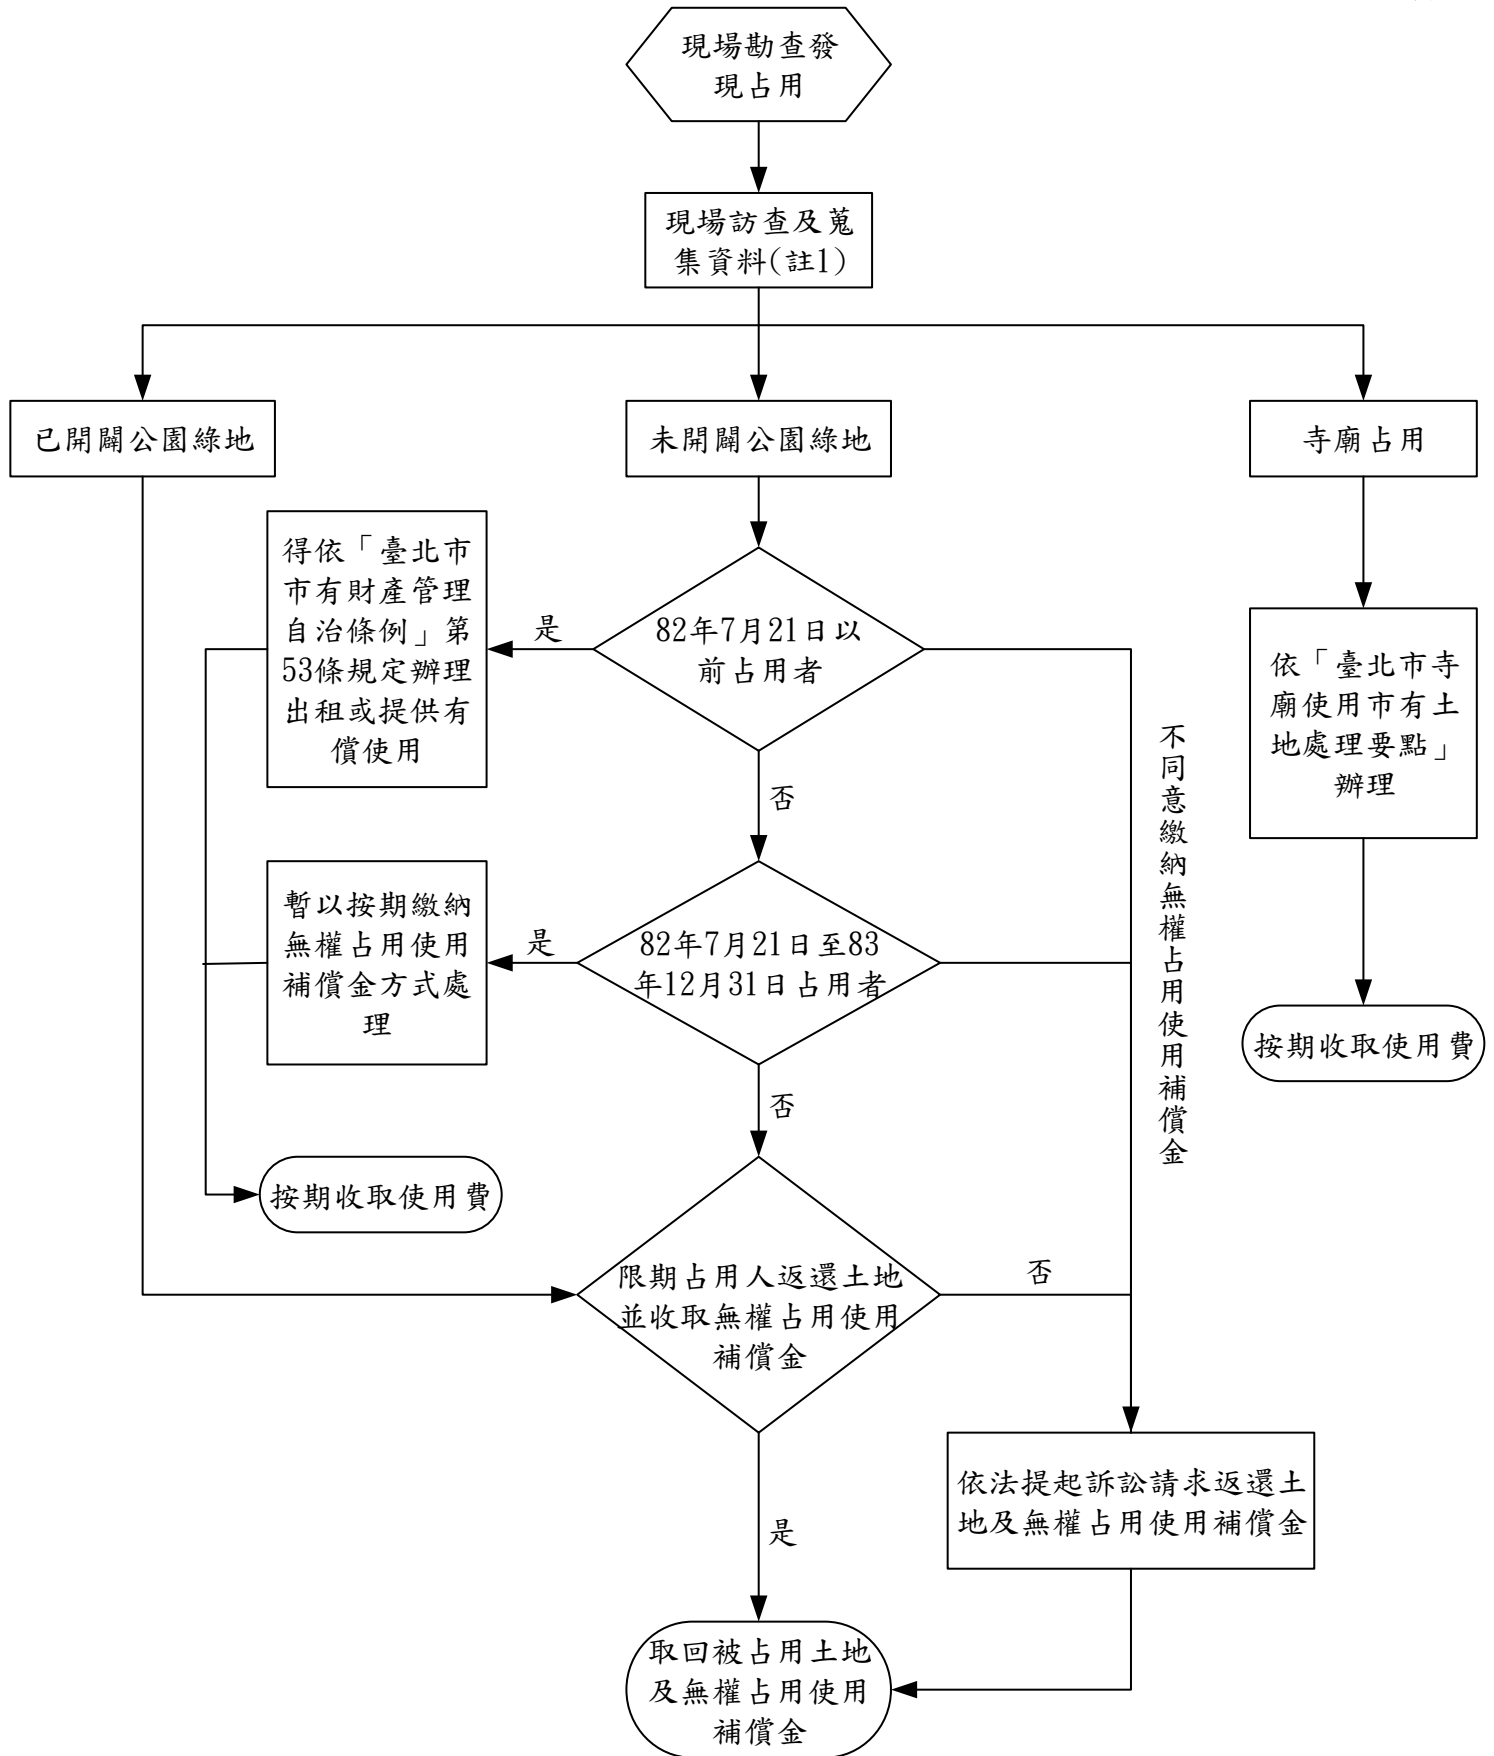 現場勘查發
現占用
現場訪查及蒐
集資料(註1)
已開闢公園綠地
未開闢公園綠地
寺廟占用
得依「臺北市
市有財產管理
自治條例」第
53條規定辦理
出租或提供有
償使用
是
82年7月21日以
前占用者
不同意繳納無權占用使用補償金
依「臺北市寺
廟使用市有土
地處理要點」
辦理
否
暫以按期繳納
無權占用使用
補償金方式處
理
是
82年7月21日至83
年12月31日占用者
按期收取使用費
否
按期收取使用費
限期占用人返還土地
並收取無權占用使用
補償金
否
依法提起訴訟請求返還土
地及無權占用使用補償金
是
取回被占用土地
及無權占用使用
補償金